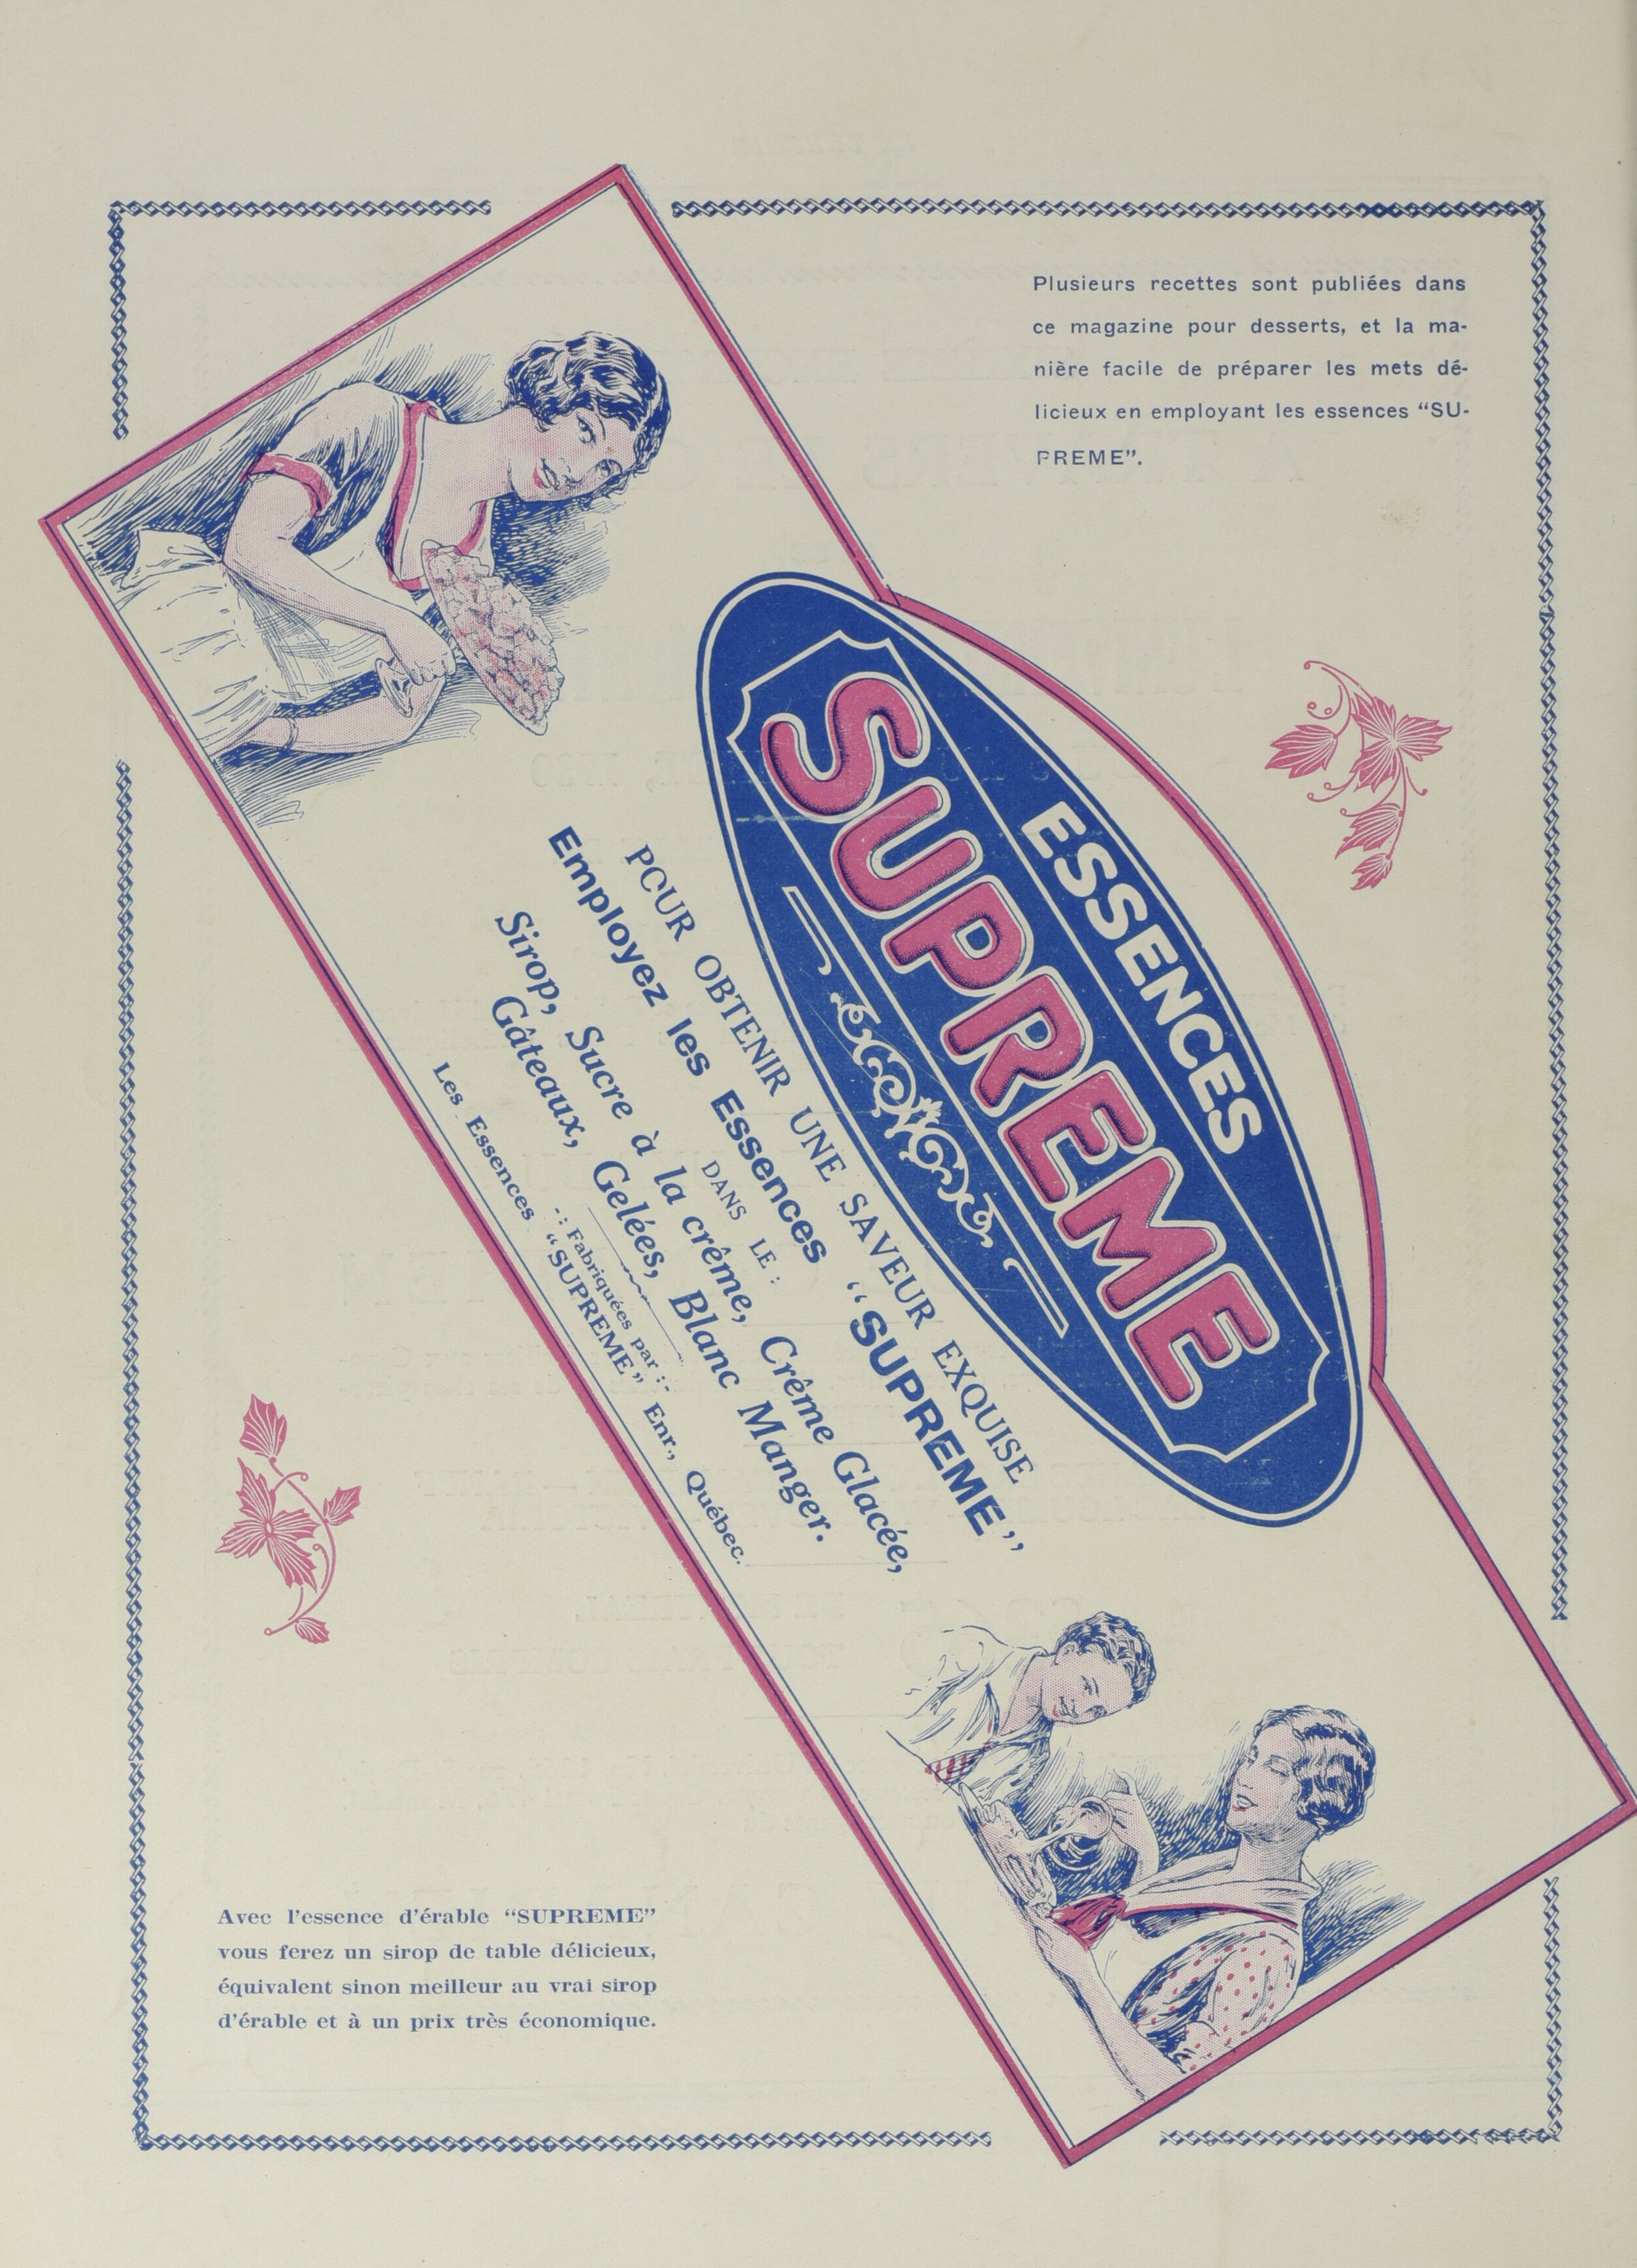 Plusieurs recettes sont publiées dans
ce magazine pour desserts, et la ma-
nière facile de préparer les mets dé-
licieux en employant les essences “SU-
PREME”.
ESSENCES
SUPREME
POUR OBTENIR UNE SAVEUR EXQUISE
Employez les Essences “SUPREME”
DANS LE :
Sirop, Sucre à la crême, Crême Glacée,
Gâteaux, Gelées, Blanc Manger.
-: Fabriquées par :-
Les Essences “SUPREME” Enr., Québec.
Avec l’essence d’érable “SUPREME”
vous ferez un sirop de table délicieux,
équivalent sinon meilleur au vrai sirop
d’érable et à un prix très économique.